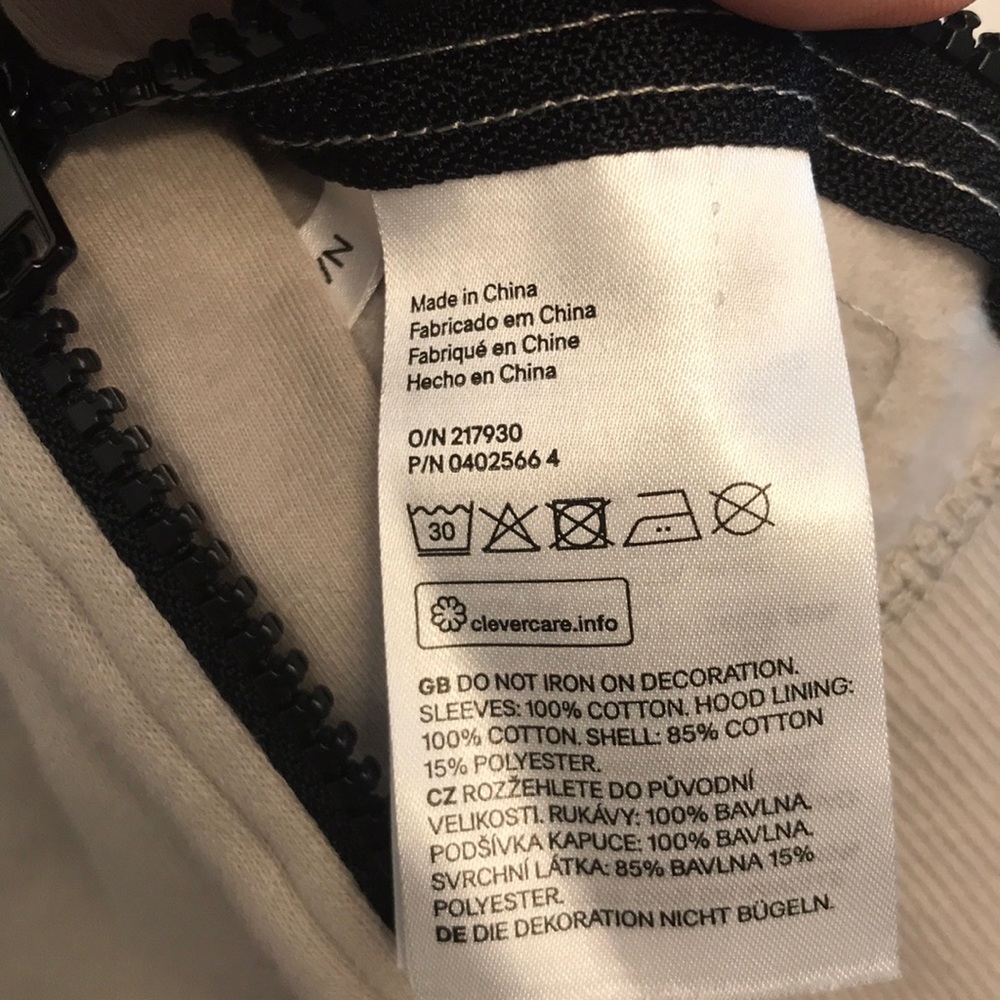 /N
Made in China
Fabricado em China
Fabriqué en Chine
Hecho en China
O/N 217930
P/N 0402566 4
30
clevercare.info
GB DO NOT IRON ON DECORATION.
SLEEVES: 100% COTTON. HOOD LINING:
100% COTTON. SHELL: 85% COTTON
15% POLYESTER.
CZ ROZŽEHLETE DO PŮVODNÍ
VELIKOSTI. RUKÁVY: 100% BAVLNA.
PODŠÍVKA KAPUCE: 100% BAVLNA.
SVRCHNÍ LÁTKA: 85% BAVLNA 15%
POLYESTER.
DE DIE DEKORATION NICHT BÜGELN.